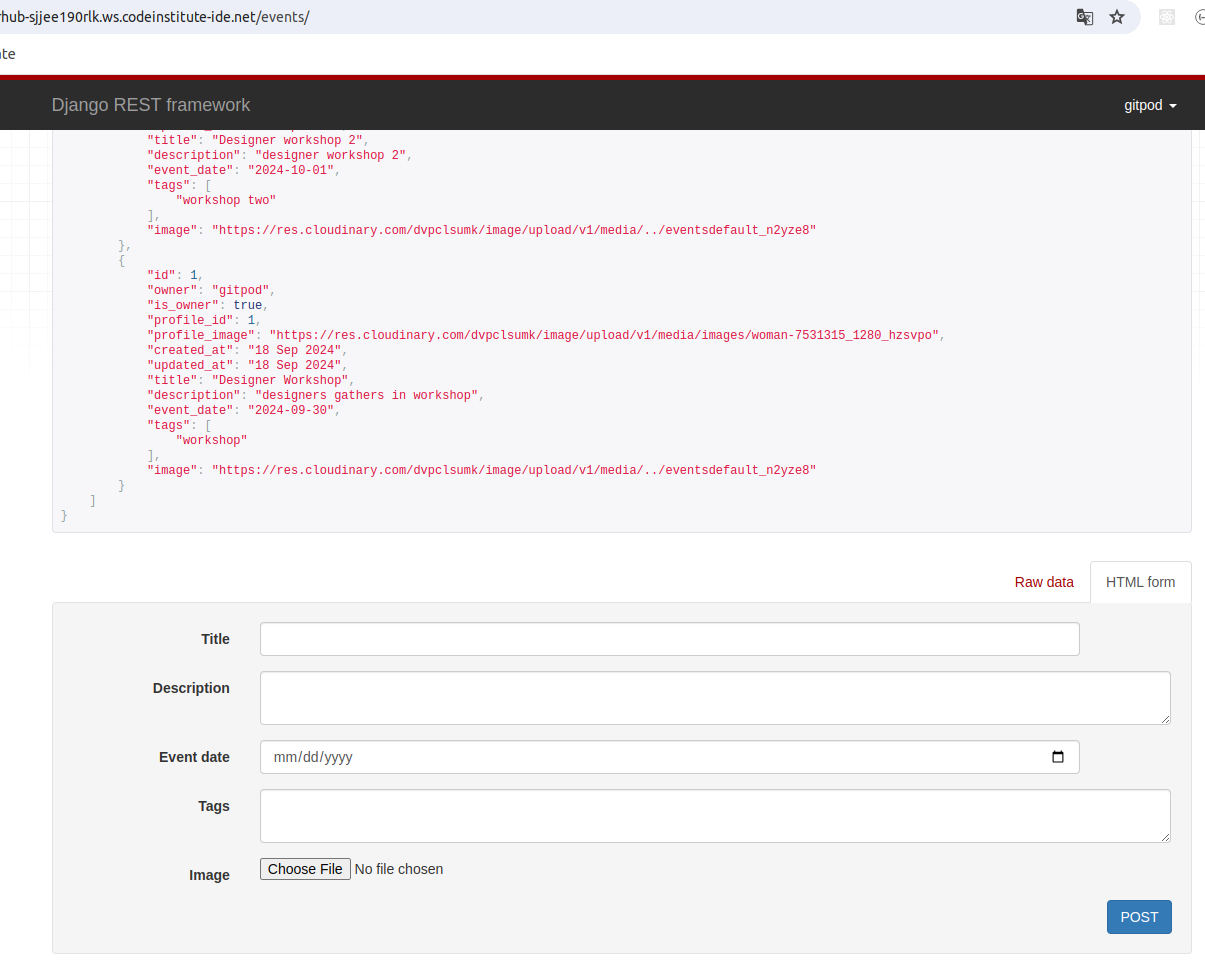 rhub-sjjee190rlk.ws.codeinstitute-ide.net/events/
te
Django REST framework
gitpod
"title": "Designer workshop 2",
"description": "designer workshop 2",
"event_date": "2024-10-01",
"tags": [
"workshop two"
],
"image": "https://res.cloudinary.com/dvpclsumk/image/upload/v1/media/../eventsdefault_n2yze8"
},
{
"id": 1,
"owner": "gitpod",
"is_owner": true,
"profile_id": 1,
"profile_image": "https://res.cloudinary.com/dvpclsumk/image/upload/v1/media/images/woman-7531315_1280_hzsvpo",
"created_at": "18 Sep 2024",
"updated_at": "18 Sep 2024",
"title": "Designer Workshop",
"description": "designers gathers in workshop",
"event_date": "2024-09-30",
"tags": [
"workshop"
],
"image": "https://res.cloudinary.com/dvpclsumk/image/upload/v1/media/../eventsdefault_n2yze8"
}
]
}
Raw data HTML form
Title
Description
Event date mm/dd/yyyy
Tags
Image Choose File No file chosen
POST